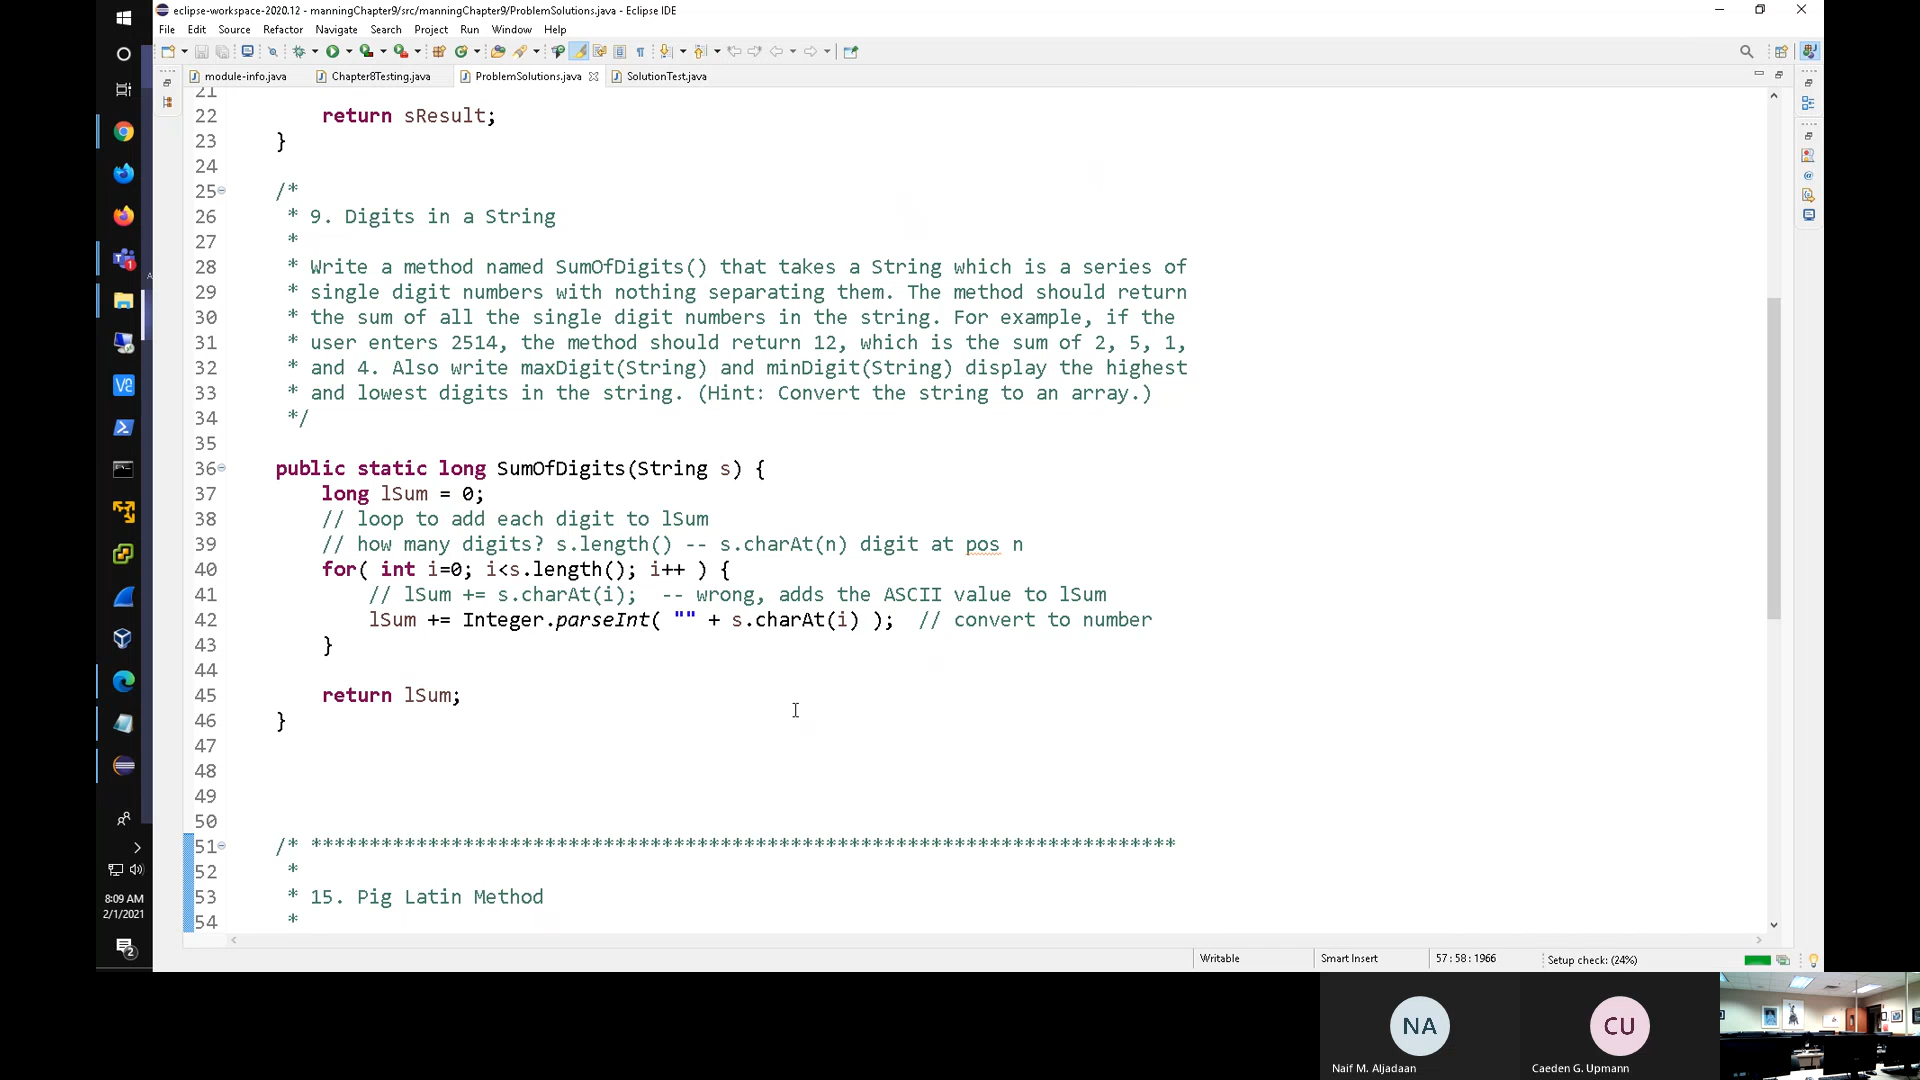 eclipse-workspace-2020.12 - manningChapter9/src/manningChapter9/ProblemSolutions.java - Eclipse IDE
File Edit Source Refactor Navigate Search Project Run Window Help
module-info.java Chapter8Testing.java ProblemSolutions.java SolutionTest.java
21
22 return sResult;
23 }
24
25 /*
26 * 9. Digits in a String
27 *
28 * Write a method named SumOfDigits() that takes a String which is a series of
29 * single digit numbers with nothing separating them. The method should return
30 * the sum of all the single digit numbers in the string. For example, if the
31 * user enters 2514, the method should return 12, which is the sum of 2, 5, 1,
32 * and 4. Also write maxDigit(String) and minDigit(String) display the highest
33 * and lowest digits in the string. (Hint: Convert the string to an array.)
34 */
35
36 public static long SumOfDigits(String s) {
37 long lSum = 0;
38 // loop to add each digit to lSum
39 // how many digits? s.length() -- s.charAt(n) digit at pos n
40 for( int i=0; i<s.length(); i++ ) {
41 // lSum += s.charAt(i); -- wrong, adds the ASCII value to lSum
42 lSum += Integer.parseInt( "" + s.charAt(i) ); // convert to number
43 }
44
45 return lSum;
46 }
47
48
49
50
51 /* **************************************************************************
52 *
53 * 15. Pig Latin Method
54 *
8:09 AM
2/1/2021
2
Writable Smart Insert 57 : 58 : 1966 Setup check: (24%)
NA CU
Naif M. Aljadaan Caeden G. Upmann